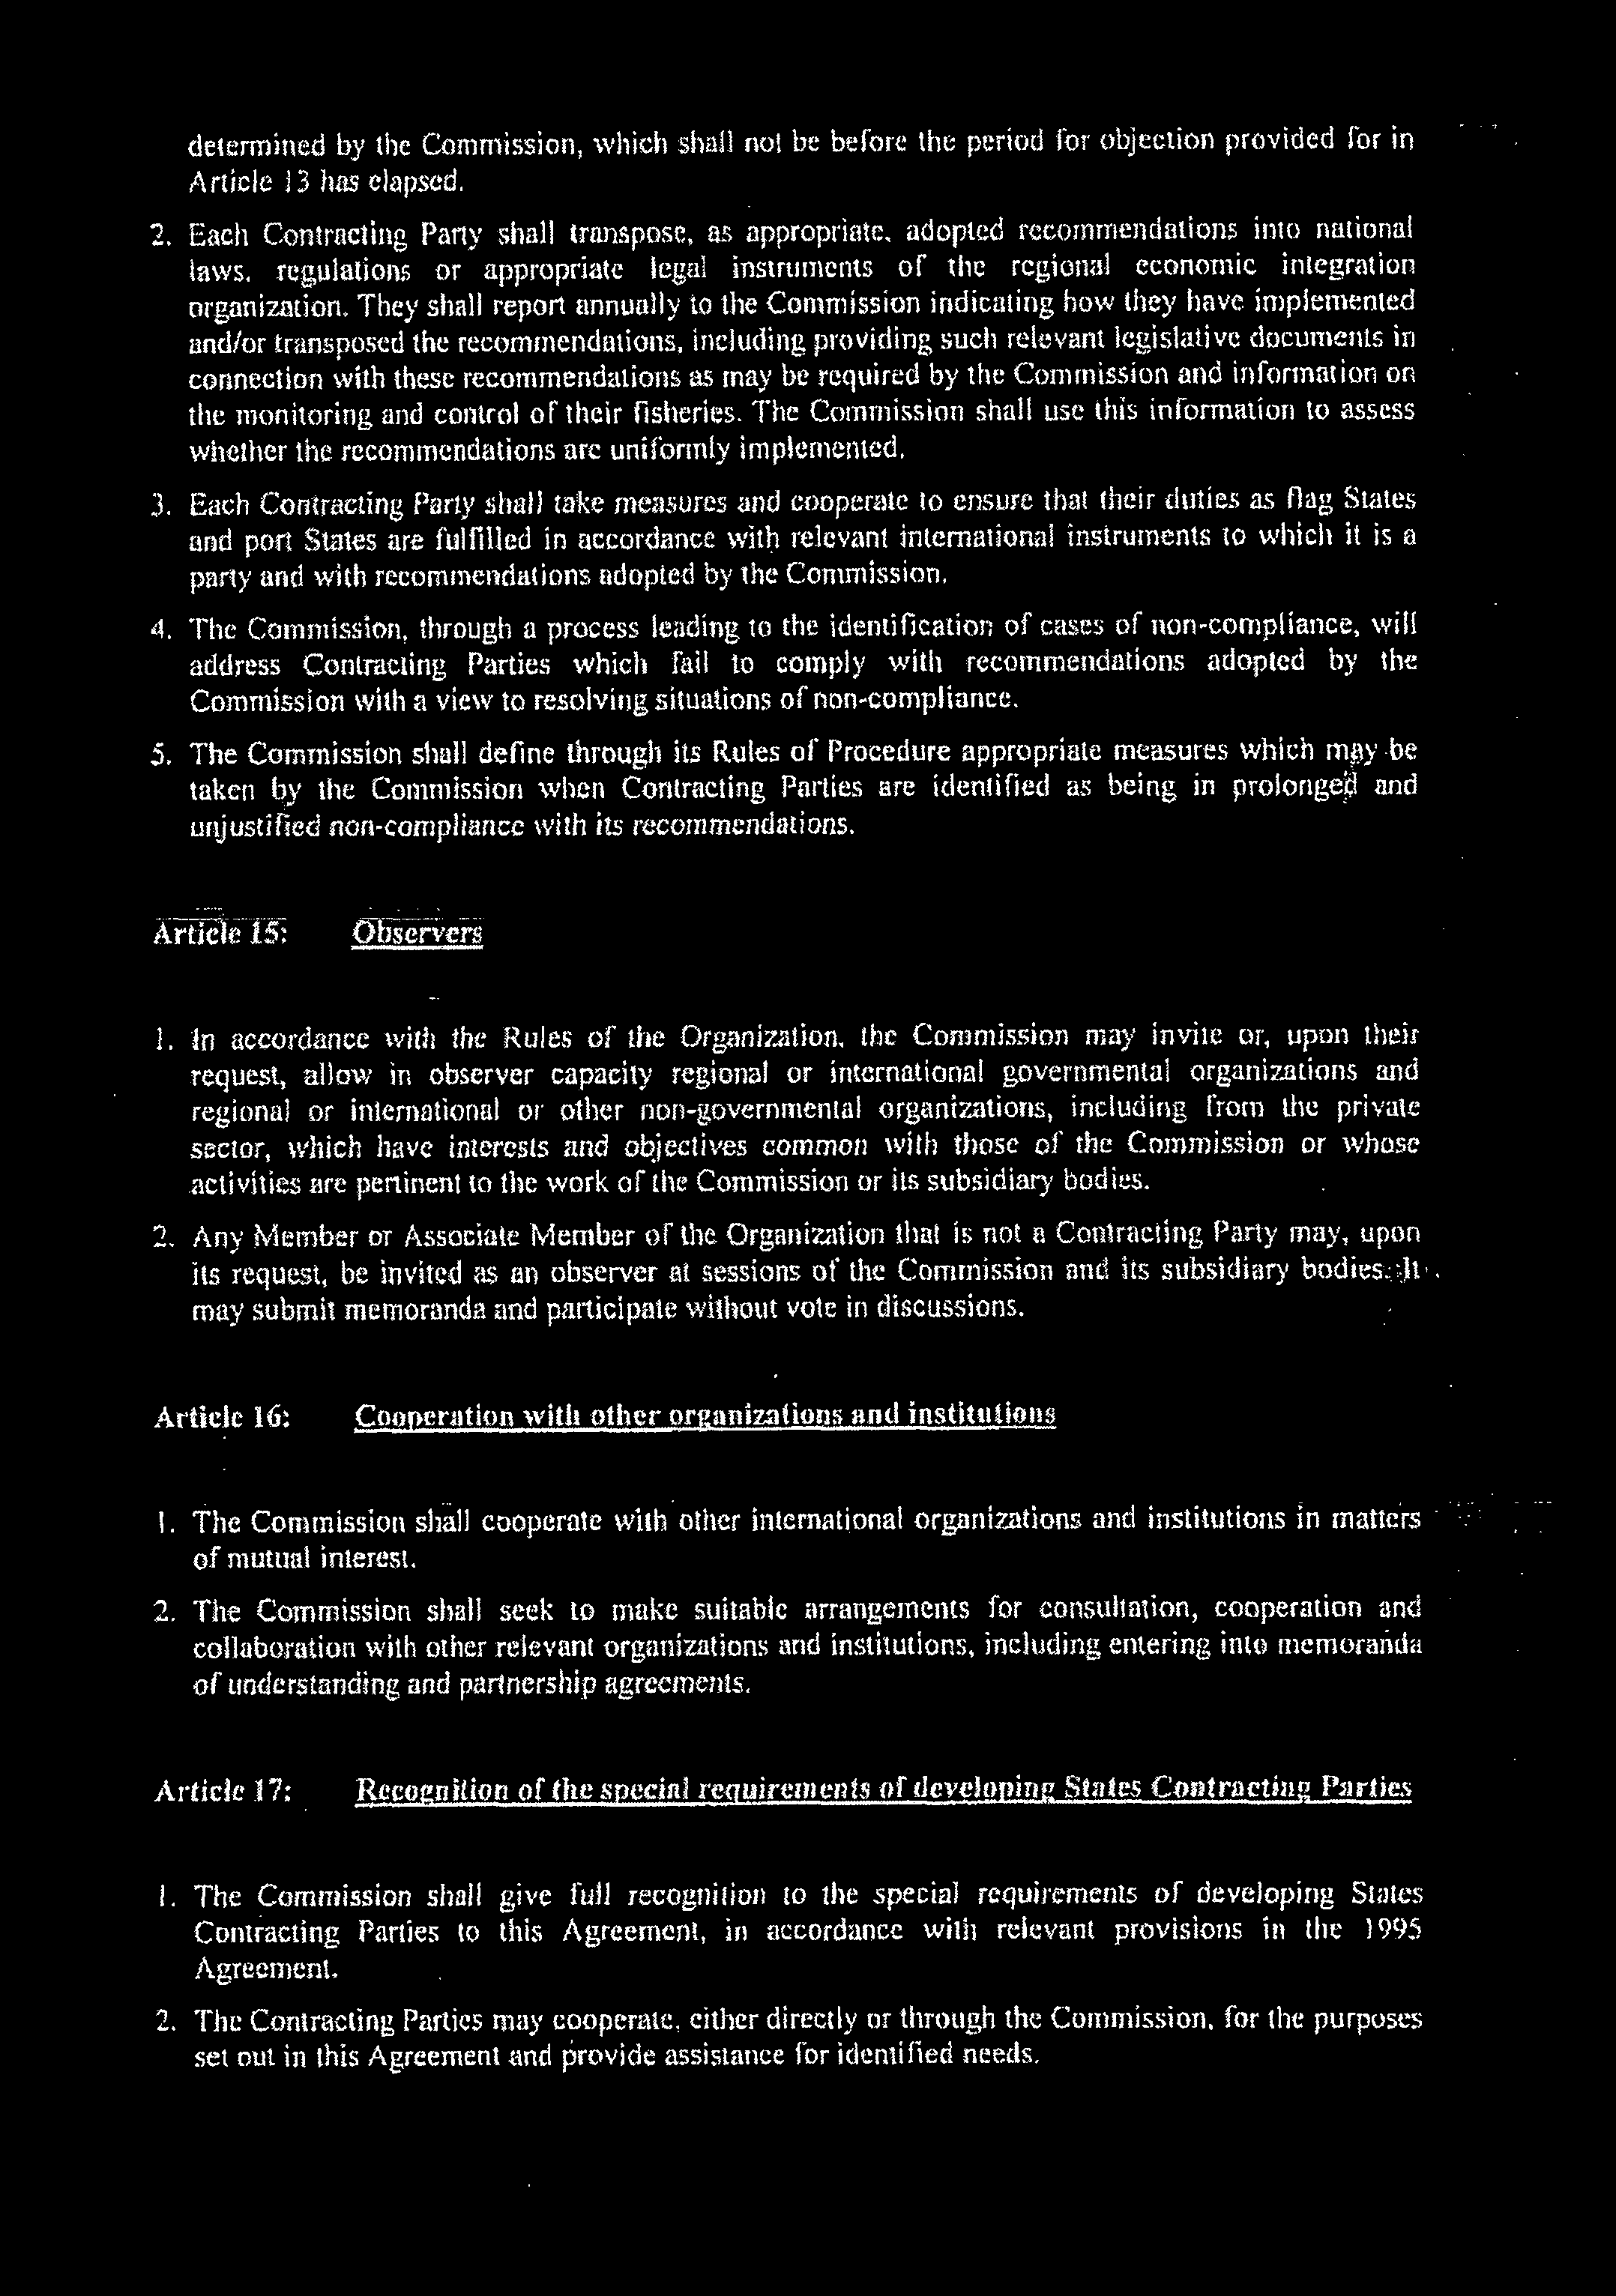 determined by the Commission, which shall not be before the period for objection provided for in
Article 13 has elapsed.
2. Each Contracting Party shall transpose, as appropriate, adopted recommendations into national
laws, regulations or appropriate legal instruments of the regional economic integration
organization. They shall report annually to the Commission indicating how they have implemented
and/or transposed the recommendations, including providing such relevant legislative documents in
connection with these recommendations as may be required by the Commission and information on
the monitoring and control of their fisheries. The Commission shall use this information to assess
whether the recommendations are uniformly implemented.
3. Each Contracting Party shall take measures and cooperate to ensure that their duties as flag States
and port States are fulfilled in accordance with relevant international instruments to which it is a
party and with recommendations adopted by the Commission.
4. The Commission, through a process leading to the identification of cases of non-compliance, will
address Contracting Parties which fail to comply with recommendations adopted by the
Commission with a view to resolving situations of non-compliance.
5. The Commission shall define through its Rules of Procedure appropriate measures which may be
taken by the Commission when Contracting Parties are identified as being in prolonged and
unjustified non-compliance with its recommendations.
Article 15: Observers
1. In accordance with the Rules of the Organization, the Commission may invite or, upon their
request, allow in observer capacity regional or international governmental organizations and
regional or international or other non-governmental organizations, including from the private
sector, which have interests and objectives common with those of the Commission or whose
activities are pertinent to the work of the Commission or its subsidiary bodies.
2. Any Member or Associate Member of the Organization that is not a Contracting Party may, upon
its request, be invited as an observer at sessions of the Commission and its subsidiary bodies. It
may submit memoranda and participate without vote in discussions.
Article 16: Cooperation with other organizations and institutions
1. The Commission shall cooperate with other international organizations and institutions in matters
of mutual interest.
2. The Commission shall seek to make suitable arrangements for consultation, cooperation and
collaboration with other relevant organizations and institutions, including entering into memoranda
of understanding and partnership agreements.
Article 17: Recognition of the special requirements of developing States Contracting Parties
1. The Commission shall give full recognition to the special requirements of developing States
Contracting Parties to this Agreement, in accordance with relevant provisions in the 1995
Agreement.
2. The Contracting Parties may cooperate, either directly or through the Commission, for the purposes
set out in this Agreement and provide assistance for identified needs.